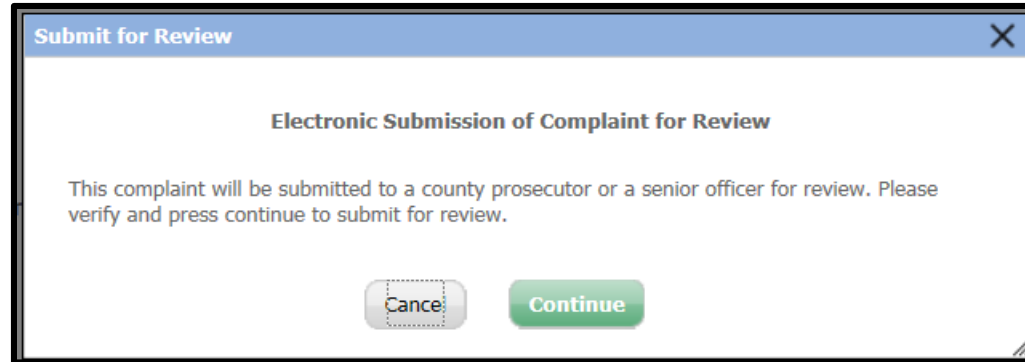 Submit for Review
Electronic Submission of Complaint for Review
This complaint will be submitted to a county prosecutor or a senior officer for review. Please
verify and press continue to submit for review.
Cancel
Continue